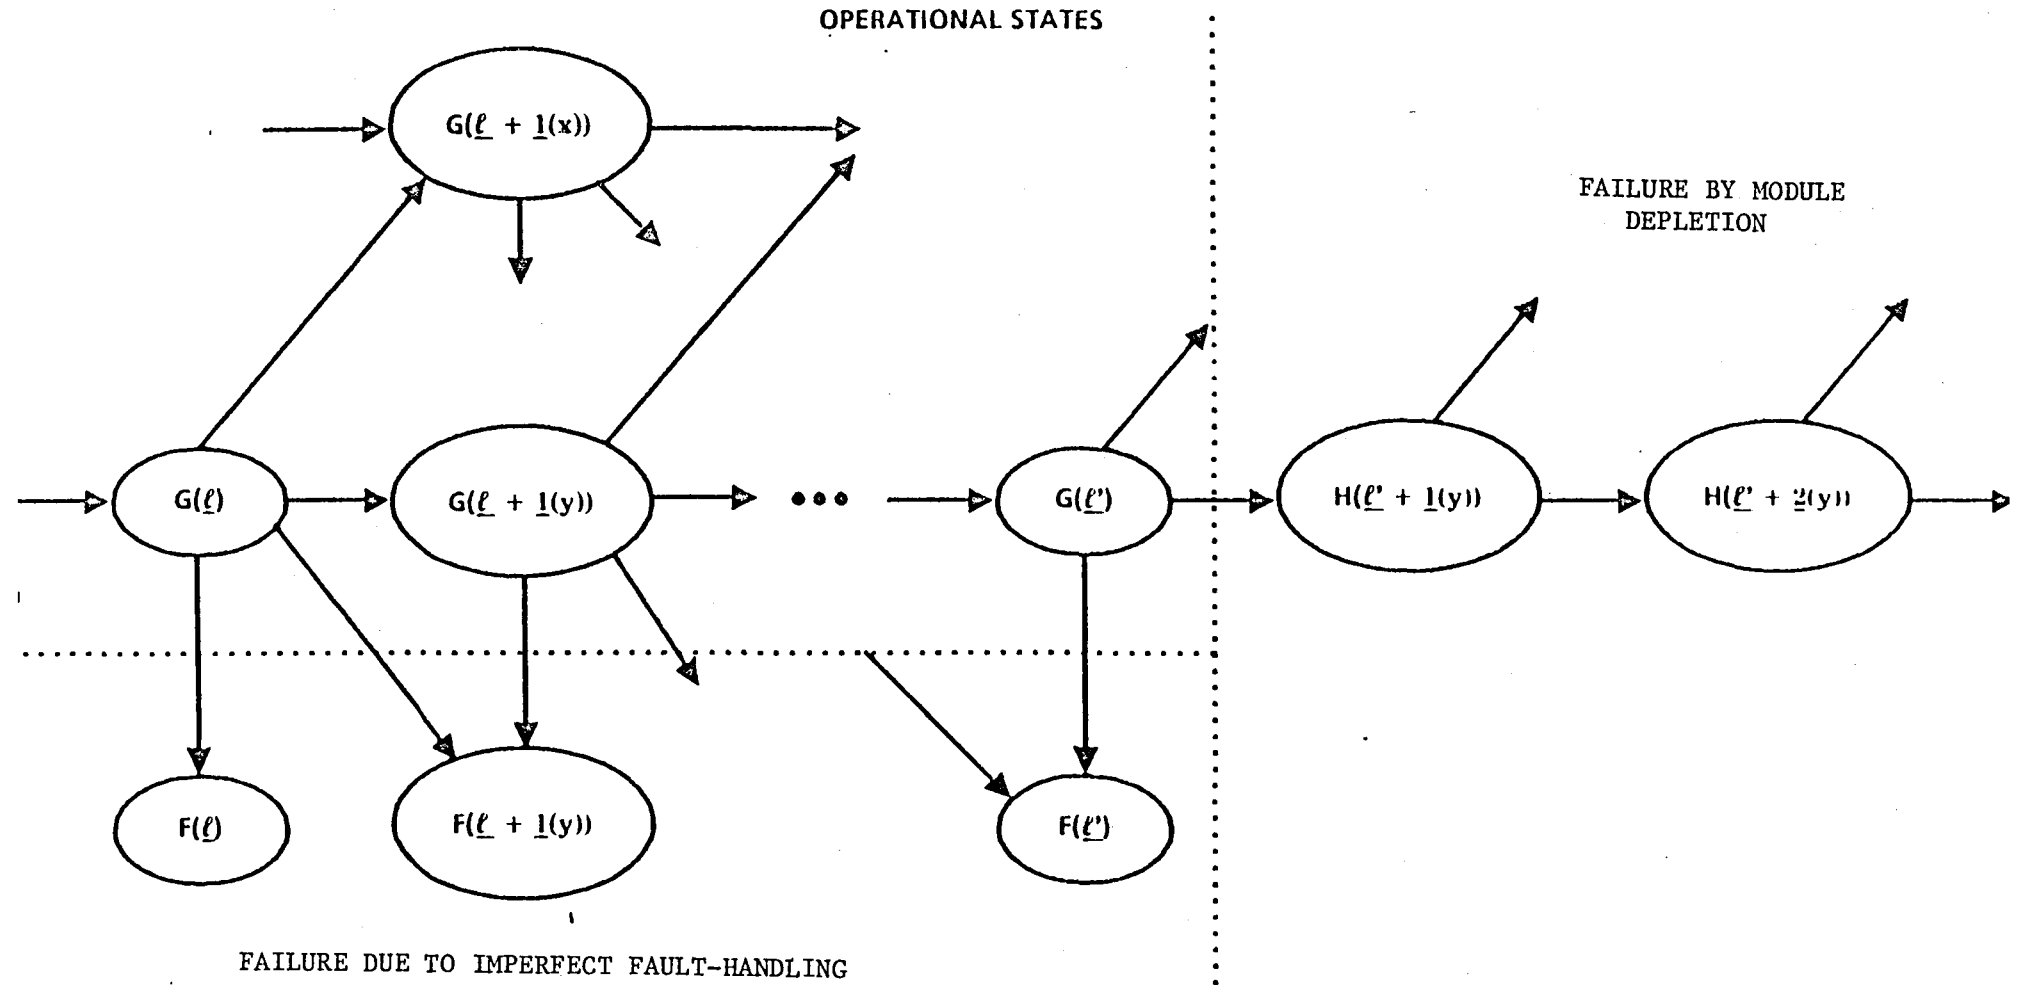 OPERATIONAL STATES
G(ℓ + 1(x))
FAILURE BY MODULE
DEPLETION
G(ℓ)
G(ℓ + 1(y))
G(ℓ')
H(ℓ' + 1(y))
H(ℓ' + 2(y))
F(ℓ)
F(ℓ + 1(y))
F(ℓ')
FAILURE DUE TO IMPERFECT FAULT-HANDLING